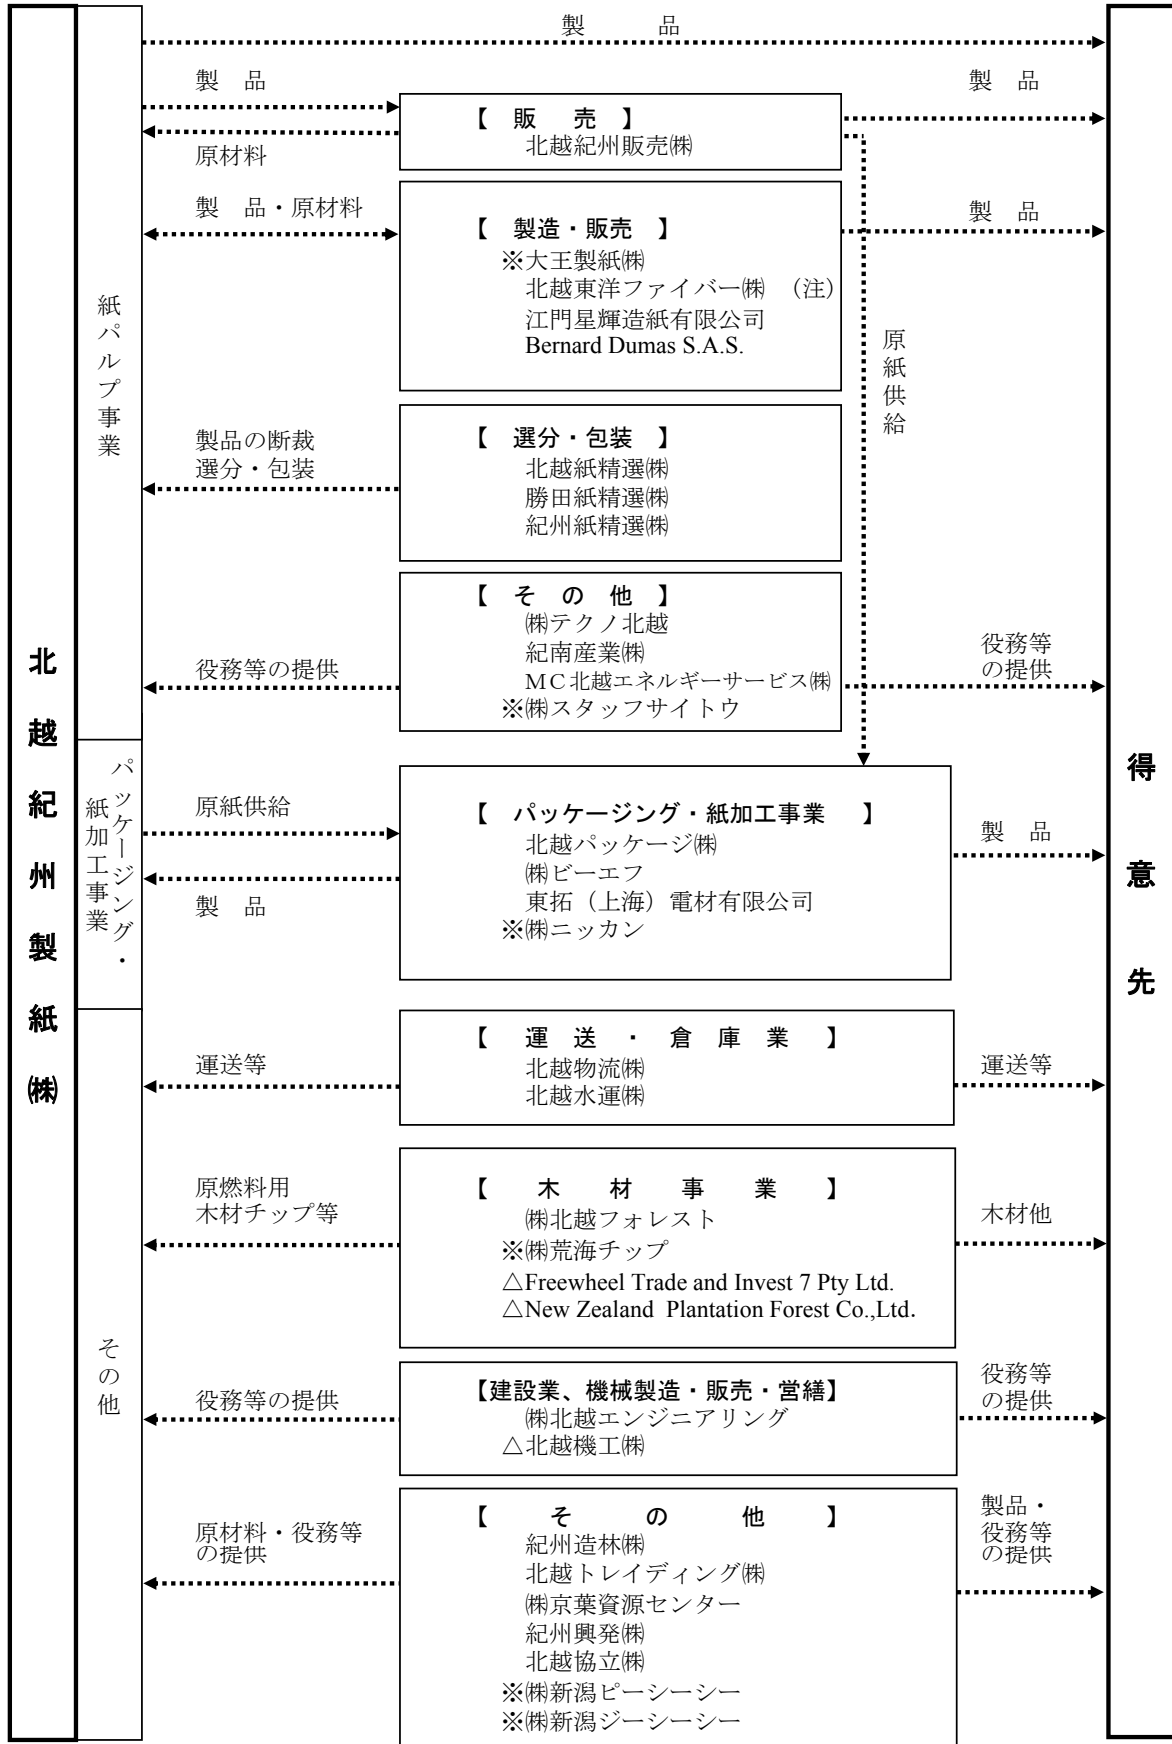 北越紀州製紙㈱
紙パルプ事業
パッケージング・
紙加工事業
その他
得意先
製品
製品
原材料
【販売】
北越紀州販売㈱
製品
製品・原材料
【製造・販売】
※大王製紙㈱
北越東洋ファイバー㈱（注）
江門星輝造紙有限公司
Bernard Dumas S.A.S.
製品
原紙供給
製品の断裁
選分・包装
【選分・包装】
北越紙精選㈱
勝田紙精選㈱
紀州紙精選㈱
役務等の提供
【その他】
㈱テクノ北越
紀南産業㈱
ＭＣ北越エネルギーサービス㈱
※㈱スタッフサイトウ
役務等
の提供
原紙供給
製品
【パッケージング・紙加工事業】
北越パッケージ㈱
㈱ビーエフ
東拓（上海）電材有限公司
※㈱ニッカン
製品
運送等
【運送・倉庫業】
北越物流㈱
北越水運㈱
運送等
原燃料用
木材チップ等
【木材事業】
㈱北越フォレスト
※㈱荒海チップ
△Freewheel Trade and Invest 7 Pty Ltd.
△New Zealand Plantation Forest Co.,Ltd.
木材他
役務等の提供
【建設業、機械製造・販売・営繕】
㈱北越エンジニアリング
△北越機工㈱
役務等
の提供
原材料・役務等
の提供
【その他】
紀州造林㈱
北越トレイディング㈱
㈱京葉資源センター
紀州興発㈱
北越協立㈱
※㈱新潟ピーシーシー
※㈱新潟ジーシーシー
製品・
役務等
の提供